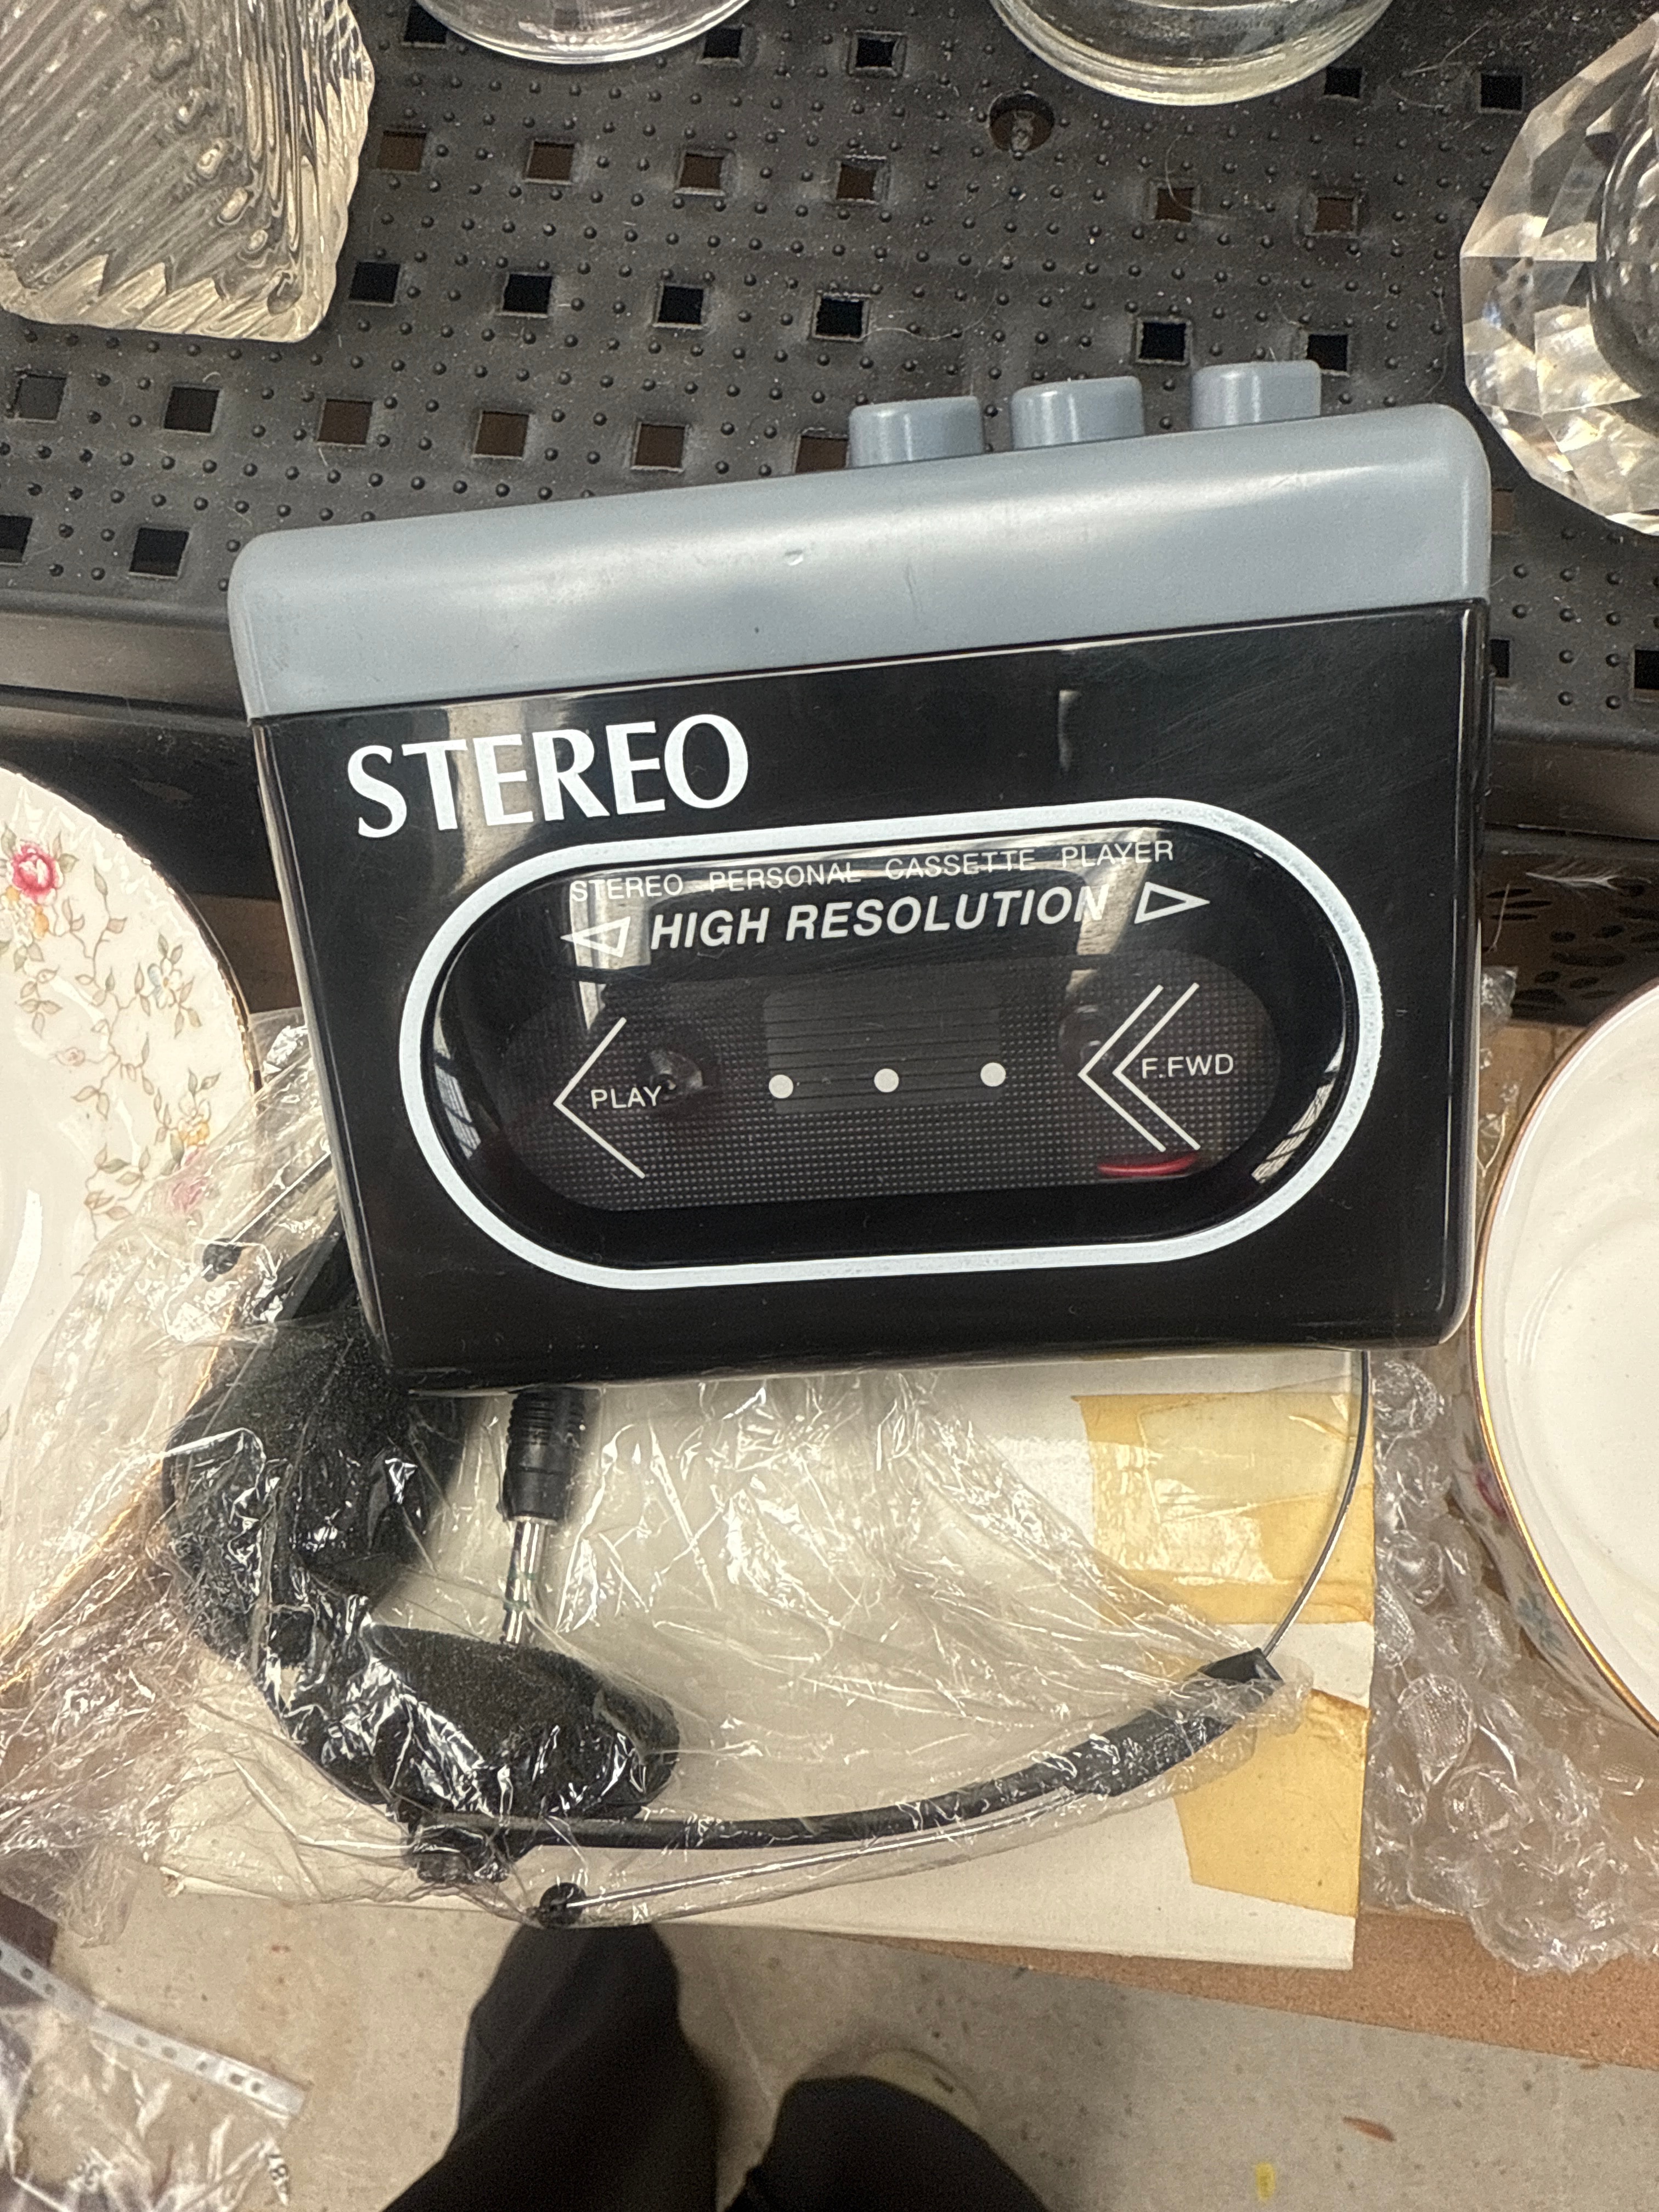 STEREO
STEREO PERSONAL CASSETTE PLAYER
HIGH RESOLUTION
PLAY
F.FWD